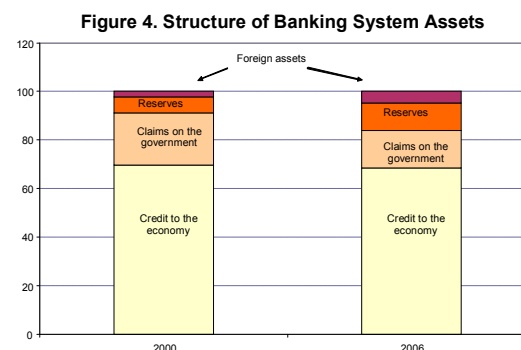 Figure 4. Structure of Banking System Assets
120
100
80
60
40
20
0
Foreign assets
Reserves
Claims on the
government
Credit to the
economy
Reserves
Claims on the
government
Credit to the
economy
2000
2006